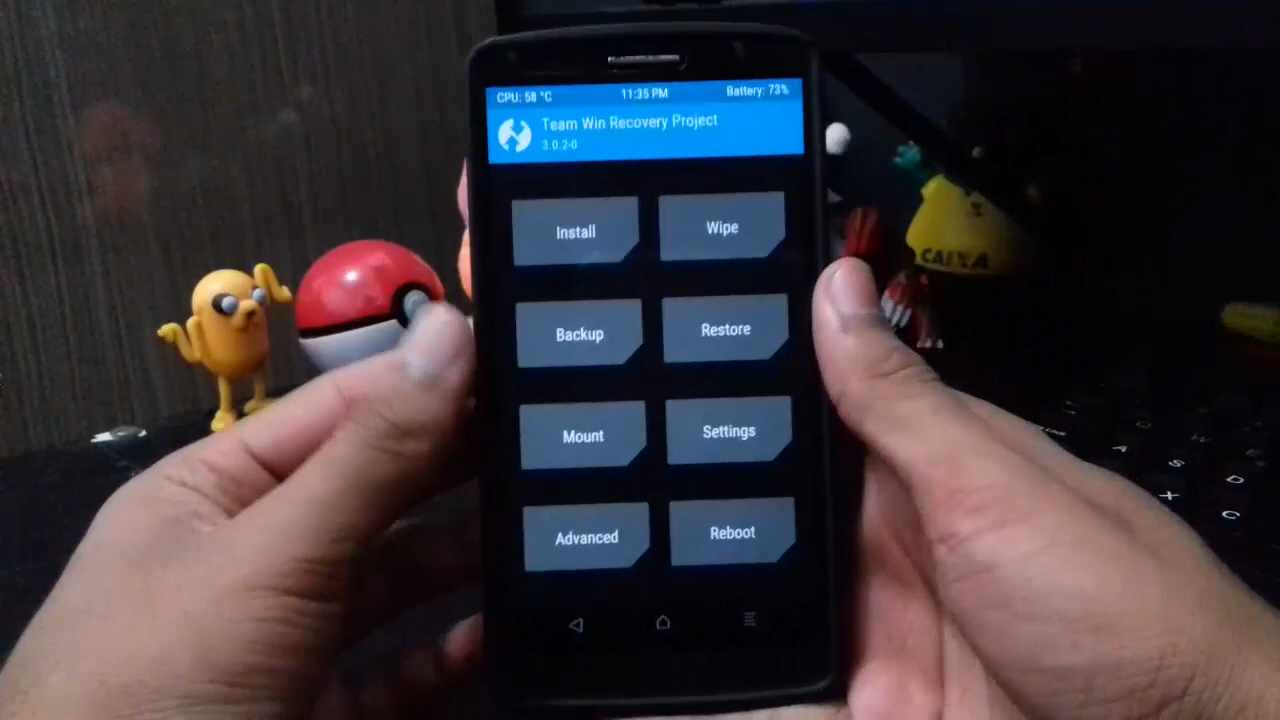 CPU: 58 °C 11:35 PM Battery: 73%
Team Win Recovery Project
3.0.2-0
Install Wipe
Backup Restore
Mount Settings
Advanced Reboot
CAIXA
A S D
C